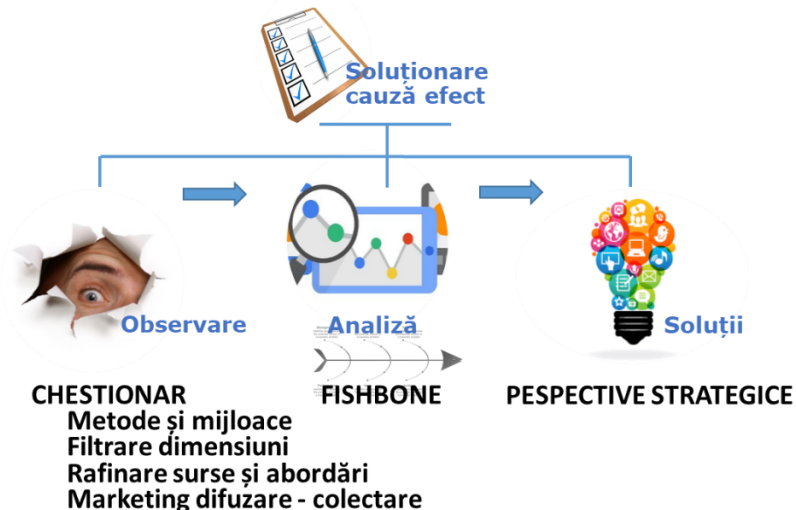 Soluționare
cauză efect
Observare
Analiză
Soluții
CHESTIONAR
Metode și mijloace
Filtrare dimensiuni
Rafinare surse și abordări
Marketing difuzare - colectare
FISHBONE
PESPECTIVE STRATEGICE